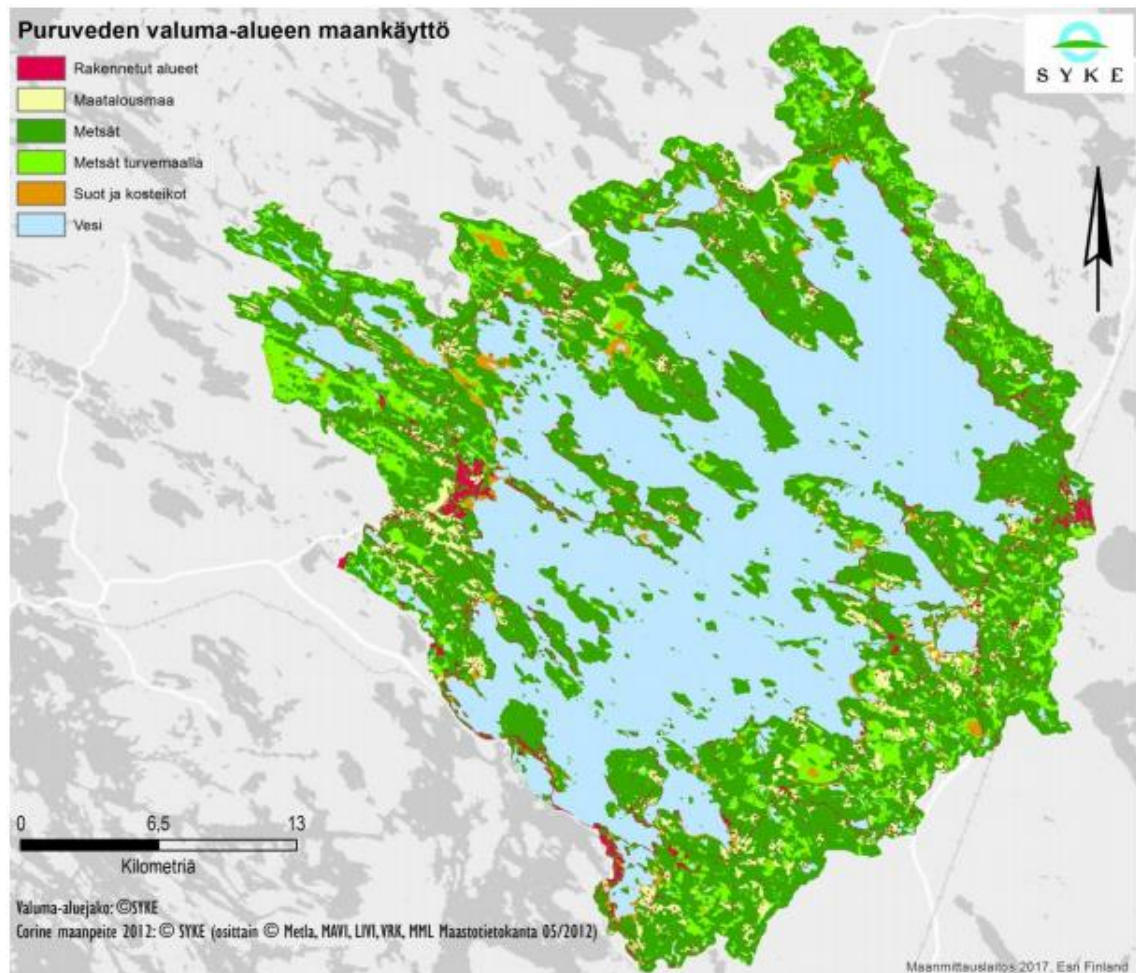 Puruveden valuma-alueen maankäyttö
Rakennetut alueet
Maatalousmaa
Metsät
Metsät turvemaalla
Suot ja kosteikot
Vesi
SYKE
0 6,5 13
Kilometriä
Valuma-aluejako: ©SYKE
Corine maanpeite 2012: © SYKE (osittain © Metla, MAVI, LIVI, VRK, MML Maastotietokanta 05/2012)
Maanmittauslaitos 2017, Esri Finland